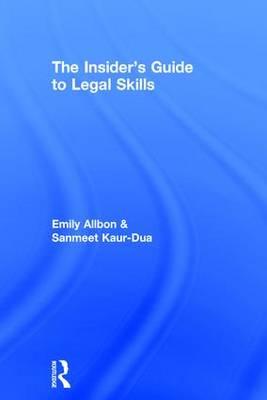 The Insider's Guide
to Legal Skills
Emily Allbon &
Sanmeet Kaur-Dua
ROUTLEDGE